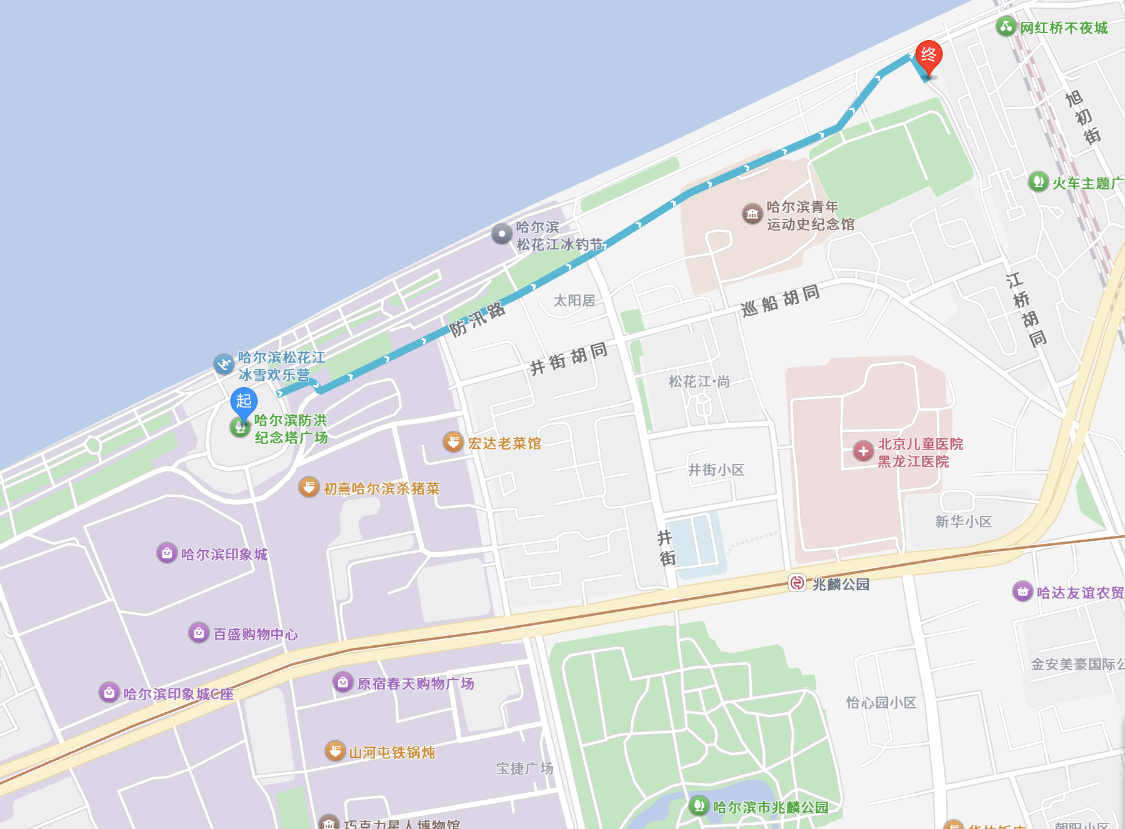 网红桥不夜城
终
旭初街
火车主题广
哈尔滨青年
运动史纪念馆
哈尔滨
松花江冰钓节
江桥胡同
巡船胡同
太阳居
防汛路
井街胡同
哈尔滨松花江
冰雪欢乐营
松花江·尚
起
哈尔滨防洪
纪念塔广场
宏达老菜馆
北京儿童医院
黑龙江医院
井街小区
初熹哈尔滨杀猪菜
新华小区
井街
哈尔滨印象城
兆麟公园
哈达友谊农贸
百盛购物中心
金安美豪国际公
原宿春天购物广场
哈尔滨印象城C座
怡心园小区
山河屯铁锅炖
宝捷广场
哈尔滨市兆麟公园
巧克力星人博物馆